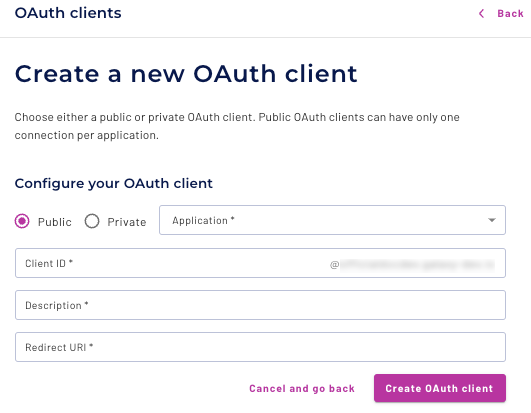 OAuth clients
Back
Create a new OAuth client
Choose either a public or private OAuth client. Public OAuth clients can have only one
connection per application.
Configure your OAuth client
Public
Private
Application *
Client ID *
@
Description *
Redirect URI *
Cancel and go back
Create OAuth client